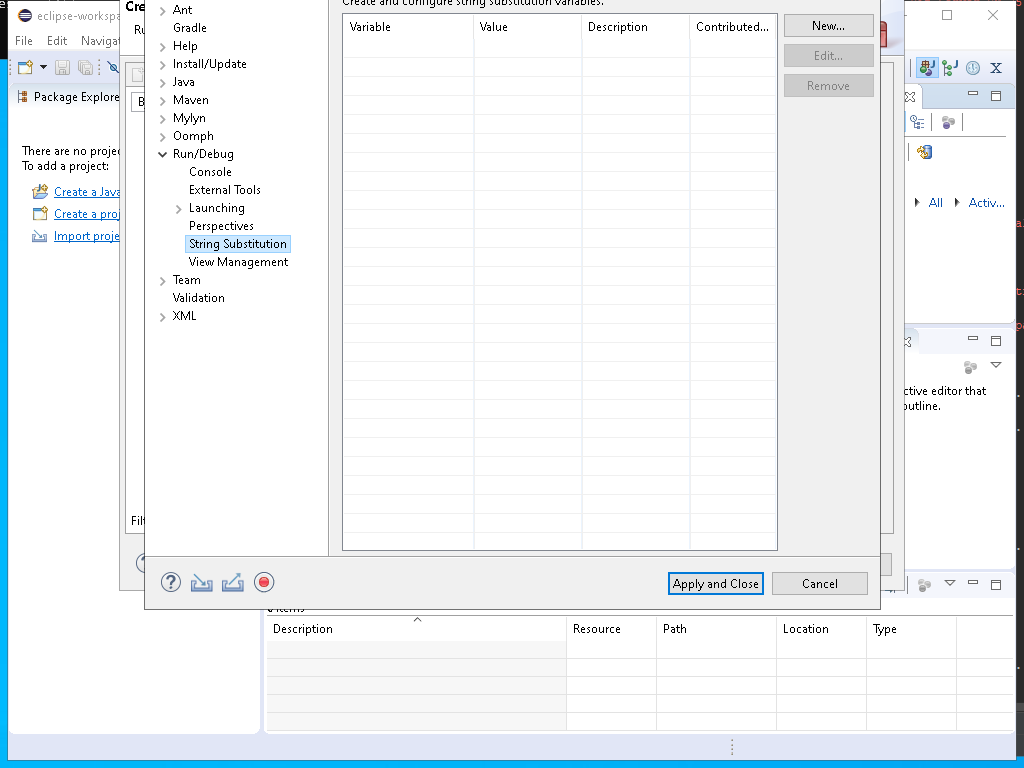 eclipse-workspa
Cre
File Edit Navigat
Ru
Package Explore
There are no projec
To add a project:
Create a Java
Create a proj
Import proje
B
Filt
Ant
Gradle
Help
Install/Update
Java
Maven
Mylyn
Oomph
Run/Debug
Console
External Tools
Launching
Perspectives
String Substitution
View Management
Team
Validation
XML
Create and configure string substitution variables.
Variable Value Description Contributed...
New...
Edit...
Remove
Apply and Close
Cancel
All Activ...
ctive editor that
outline.
0 items
Description Resource Path Location Type